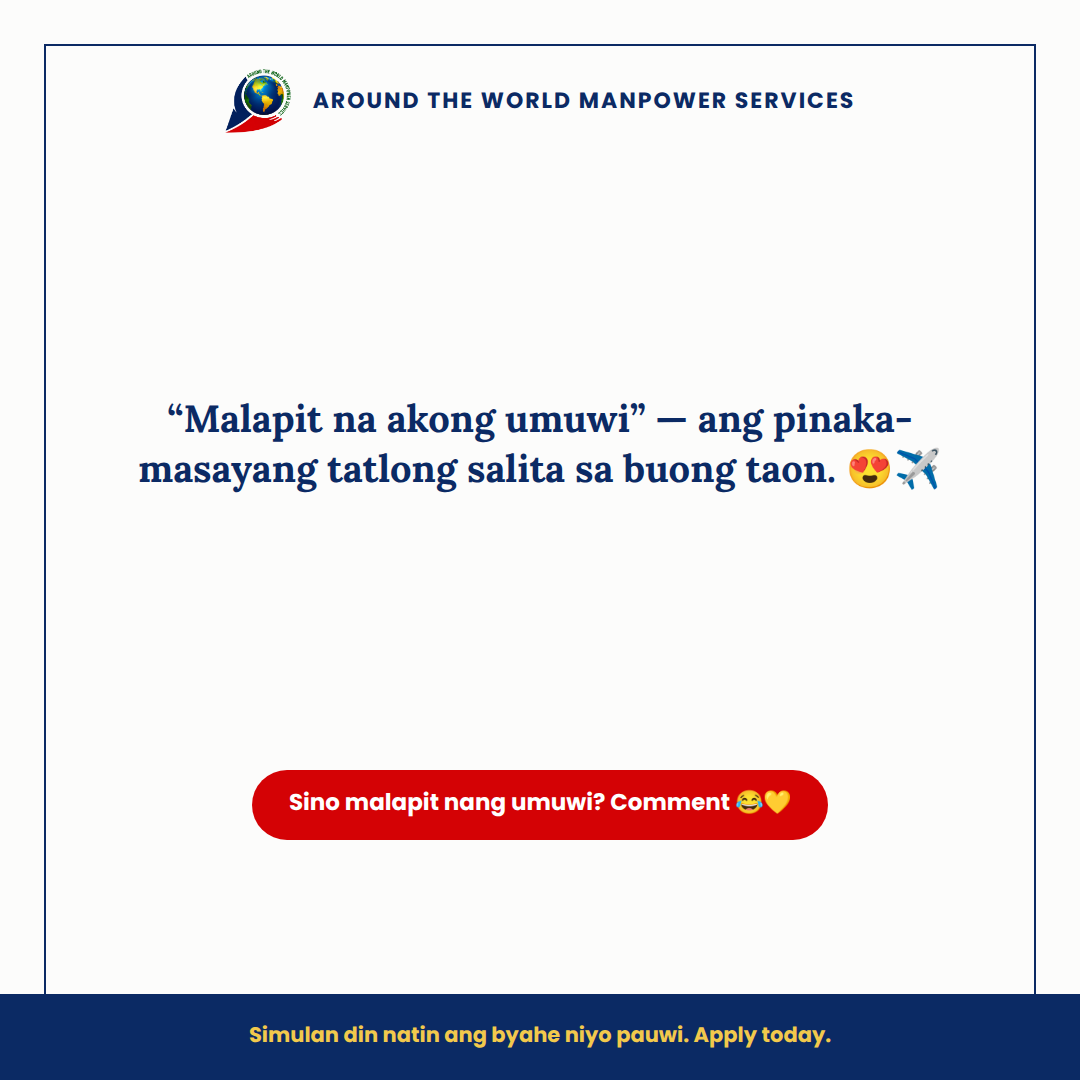 AROUND THE WORLD MANPOWER SERVICES
“Malapit na akong umuwi” — ang pinaka-
masayang tatlong salita sa buong taon. 😍✈️
Sino malapit nang umuwi? Comment 😂💛
Simulan din natin ang byahe niyo pauwi. Apply today.